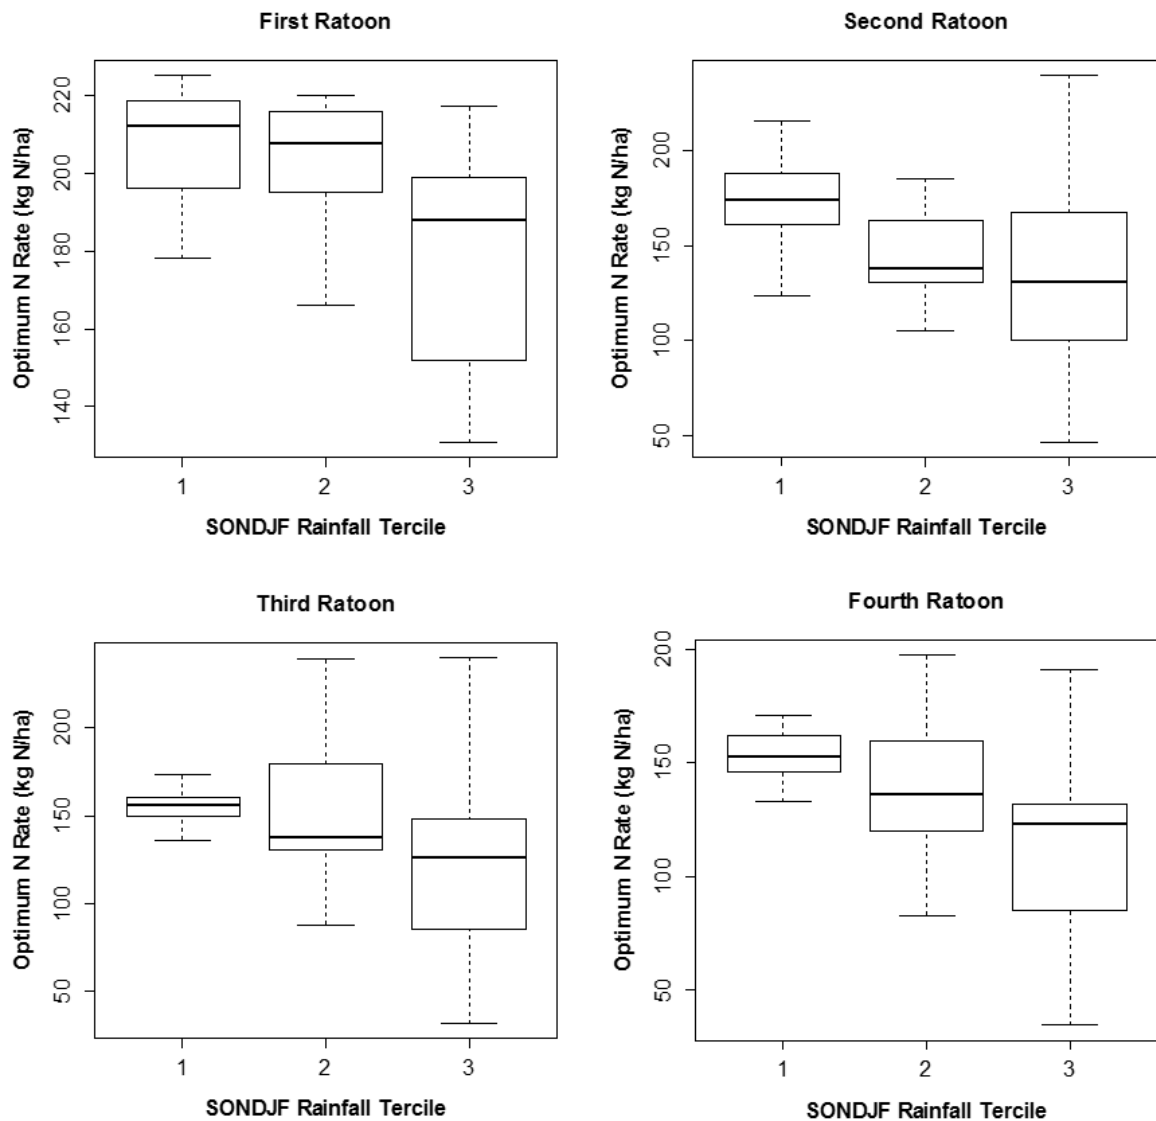 First Ratoon
Optimum N Rate (kg N/ha)
220
200
180
160
140
1 2 3
SONDJF Rainfall Tercile
Second Ratoon
Optimum N Rate (kg N/ha)
200
150
100
50
1 2 3
SONDJF Rainfall Tercile
Third Ratoon
Optimum N Rate (kg N/ha)
200
150
100
50
1 2 3
SONDJF Rainfall Tercile
Fourth Ratoon
Optimum N Rate (kg N/ha)
200
150
100
50
1 2 3
SONDJF Rainfall Tercile